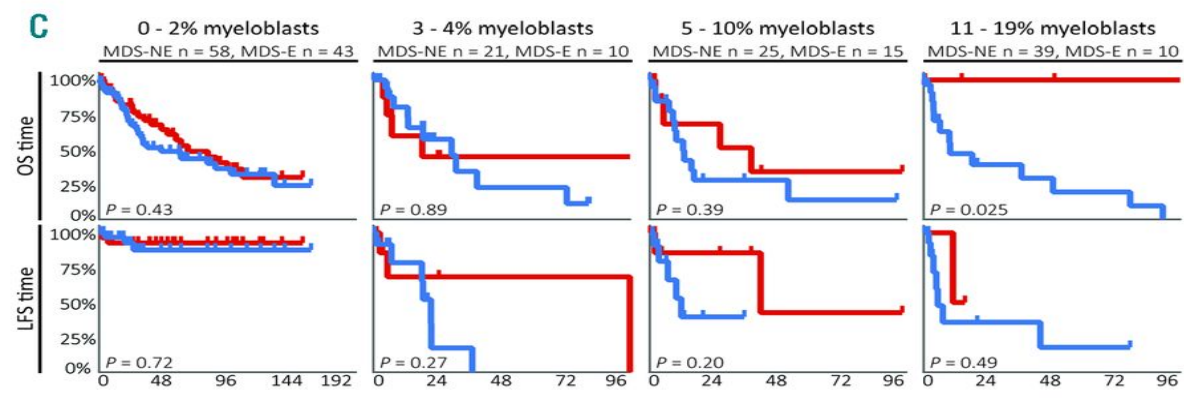 C
0 - 2% myeloblasts
MDS-NE n = 58, MDS-E n = 43
3 - 4% myeloblasts
MDS-NE n = 21, MDS-E n = 10
5 - 10% myeloblasts
MDS-NE n = 25, MDS-E n = 15
11 - 19% myeloblasts
MDS-NE n = 39, MDS-E n = 10
OS time
100%
75%
50%
25%
0%
P = 0.43
P = 0.89
P = 0.39
P = 0.025
LFS time
100%
75%
50%
25%
0%
P = 0.72
P = 0.27
P = 0.20
P = 0.49
0 48 96 144 192
0 24 48 72 96
0 24 48 72 96
0 24 48 72 96